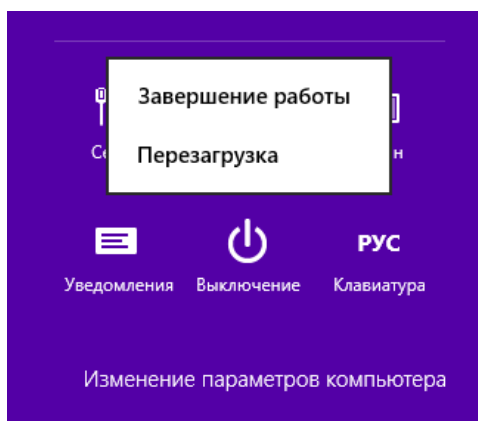 Завершение работы
Перезагрузка
РУС
Уведомления Выключение Клавиатура
Изменение параметров компьютера